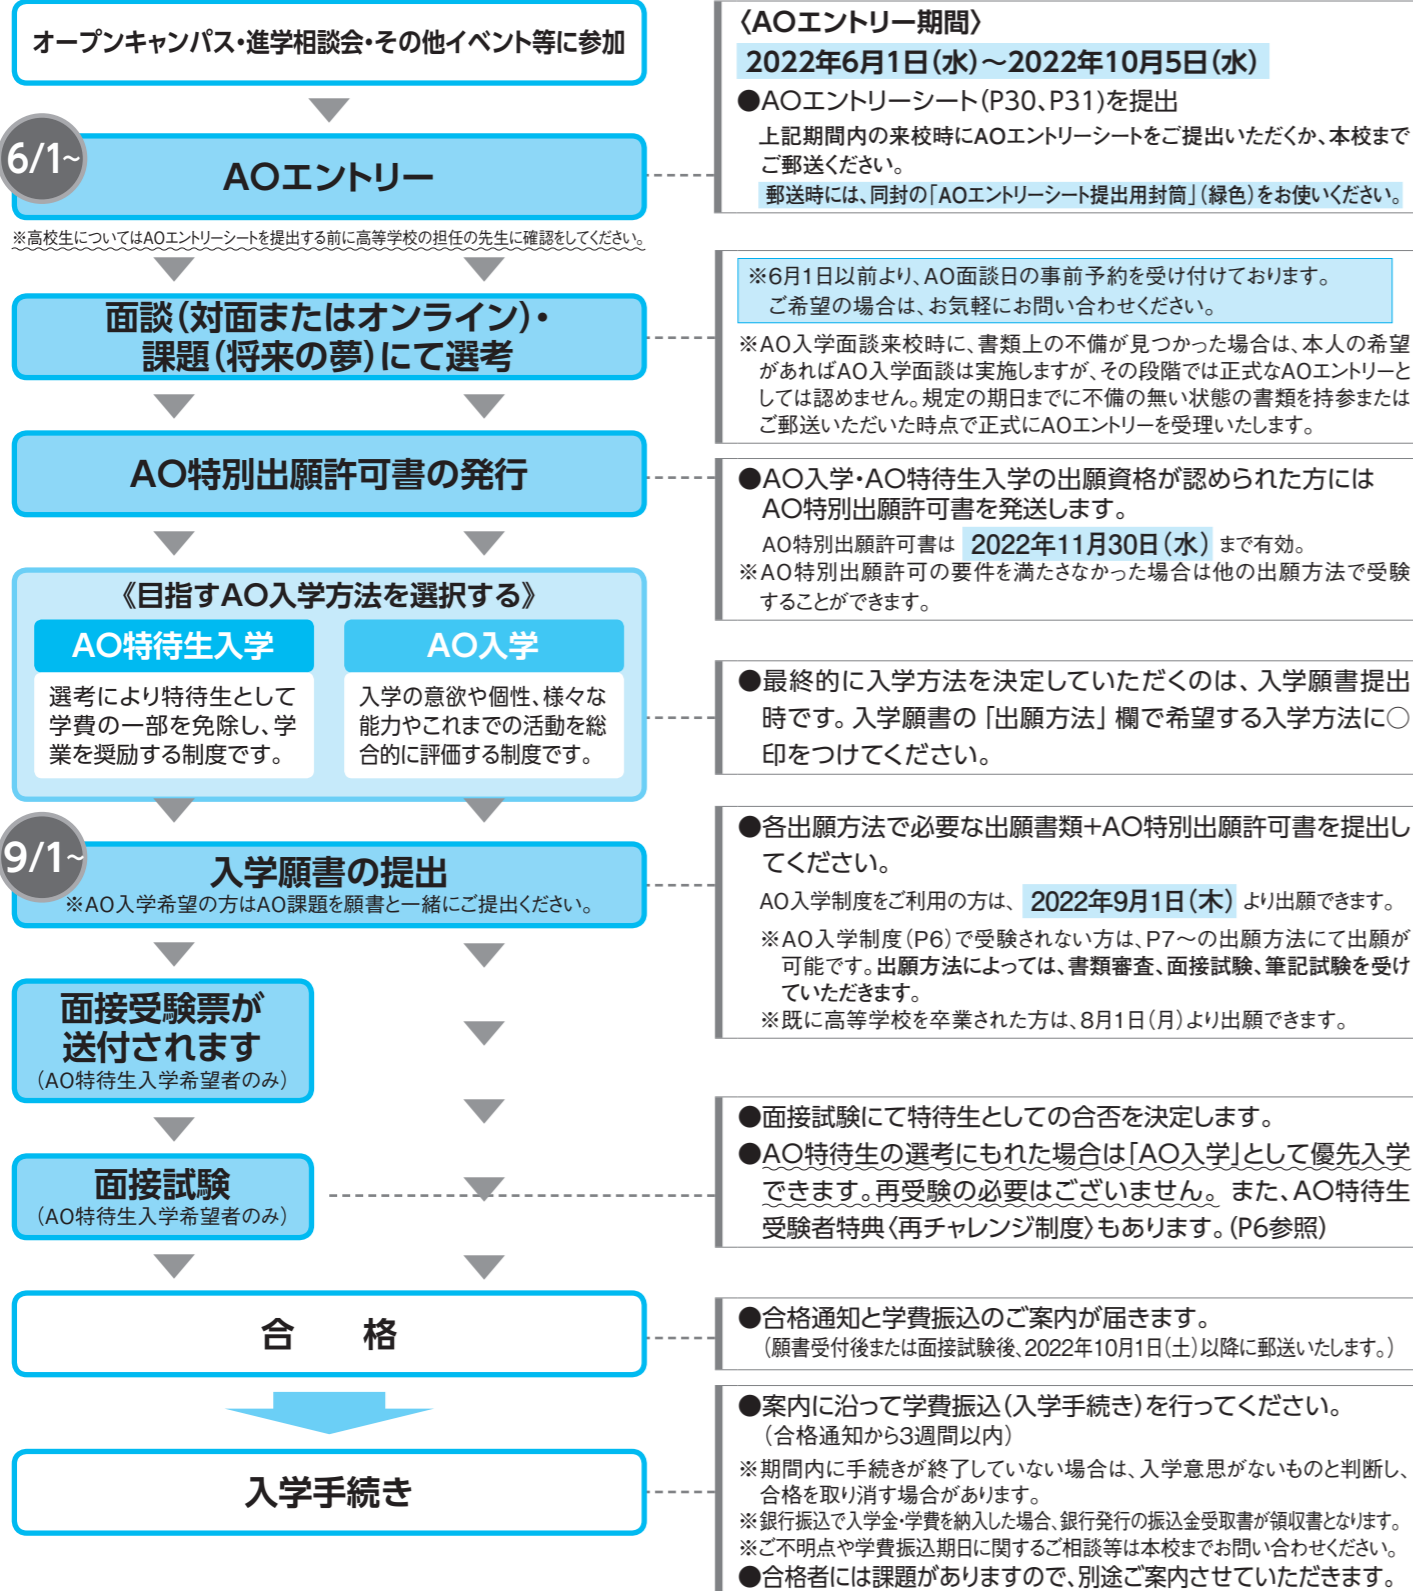 オープンキャンパス・進学相談会・その他イベント等に参加
6/1~
AOエントリー
※高校生についてはAOエントリーシートを提出する前に高等学校の担任の先生に確認をしてください。
面談(対面またはオンライン)・
課題(将来の夢)にて選考
AO特別出願許可書の発行
《目指すAO入学方法を選択する》
AO特待生入学
選考により特待生として
学費の一部を免除し、学
業を奨励する制度です。
AO入学
入学の意欲や個性、様々な
能力やこれまでの活動を総
合的に評価する制度です。
9/1~
入学願書の提出
※AO入学希望の方はAO課題を願書と一緒にご提出ください。
面接受験票が
送付されます
(AO特待生入学希望者のみ)
面接試験
(AO特待生入学希望者のみ)
合　格
入学手続き
〈AOエントリー期間〉
2022年6月1日(水)～2022年10月5日(水)
●AOエントリーシート(P30、P31)を提出
上記期間内の来校時にAOエントリーシートをご提出いただくか、本校まで
ご郵送ください。
郵送時には、同封の「AOエントリーシート提出用封筒」(緑色)をお使いください。
※6月1日以前より、AO面談日の事前予約を受け付けております。
ご希望の場合は、お気軽にお問い合わせください。
※AO入学面談来校時に、書類上の不備が見つかった場合は、本人の希望
があればAO入学面談は実施しますが、その段階では正式なAOエントリーと
しては認めません。規定の期日までに不備の無い状態の書類を持参または
ご郵送いただいた時点で正式にAOエントリーを受理いたします。
●AO入学・AO特待生入学の出願資格が認められた方には
AO特別出願許可書を発送します。
AO特別出願許可書は 2022年11月30日(水) まで有効。
※AO特別出願許可の要件を満たさなかった場合は他の出願方法で受験
することができます。
●最終的に入学方法を決定していただくのは、入学願書提出
時です。入学願書の「出願方法」欄で希望する入学方法に○
印をつけてください。
●各出願方法で必要な出願書類+AO特別出願許可書を提出し
てください。
AO入学制度をご利用の方は、 2022年9月1日(木) より出願できます。
※AO入学制度(P6)で受験されない方は、P7～の出願方法にて出願が
可能です。出願方法によっては、書類審査、面接試験、筆記試験を受け
ていただきます。
※既に高等学校を卒業された方は、8月1日(月)より出願できます。
●面接試験にて特待生としての合否を決定します。
●AO特待生の選考にもれた場合は「AO入学」として優先入学
できます。再受験の必要はございません。また、AO特待生
受験者特典〈再チャレンジ制度〉もあります。(P6参照)
●合格通知と学費振込のご案内が届きます。
(願書受付後または面接試験後、2022年10月1日(土)以降に郵送いたします。)
●案内に沿って学費振込(入学手続き)を行ってください。
(合格通知から3週間以内)
※期間内に手続きが終了していない場合は、入学意思がないものと判断し、
合格を取り消す場合があります。
※銀行振込で入学金・学費を納入した場合、銀行発行の振込金受取書が領収書となります。
※ご不明点や学費振込期日に関するご相談等は本校までお問い合わせください。
●合格者には課題がありますので、別途ご案内させていただきます。